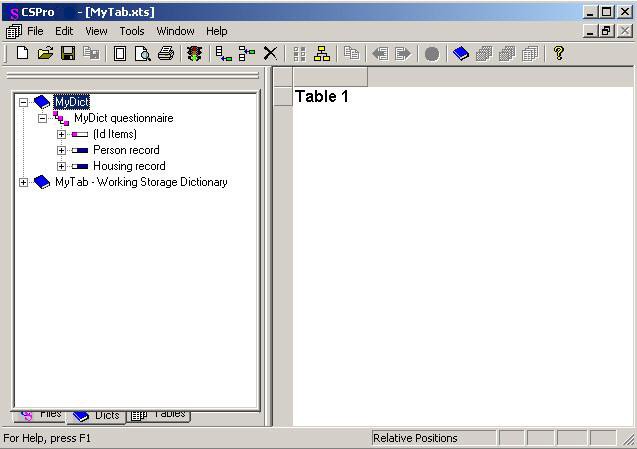 CSPro - [MyTab.xts]
File Edit View Tools Window Help
MyDict
MyDict questionnaire
(Id Items)
Person record
Housing record
MyTab - Working Storage Dictionary
Table 1
Files Dicts Tables
For Help, press F1
Relative Positions